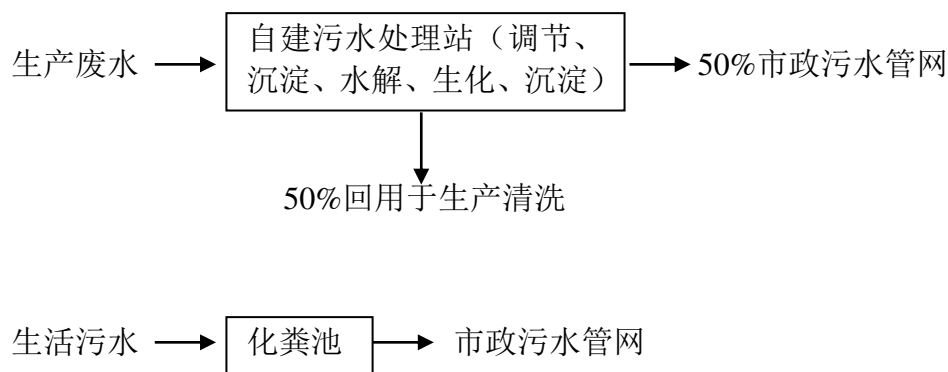 生产废水
自建污水处理站（调节、
沉淀、水解、生化、沉淀）
50%市政污水管网
50%回用于生产清洗
生活污水
化粪池
市政污水管网